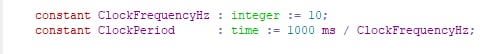 constant ClockFrequencyHz : integer := 10;
constant ClockPeriod : time := 1000 ms / ClockFrequencyHz;